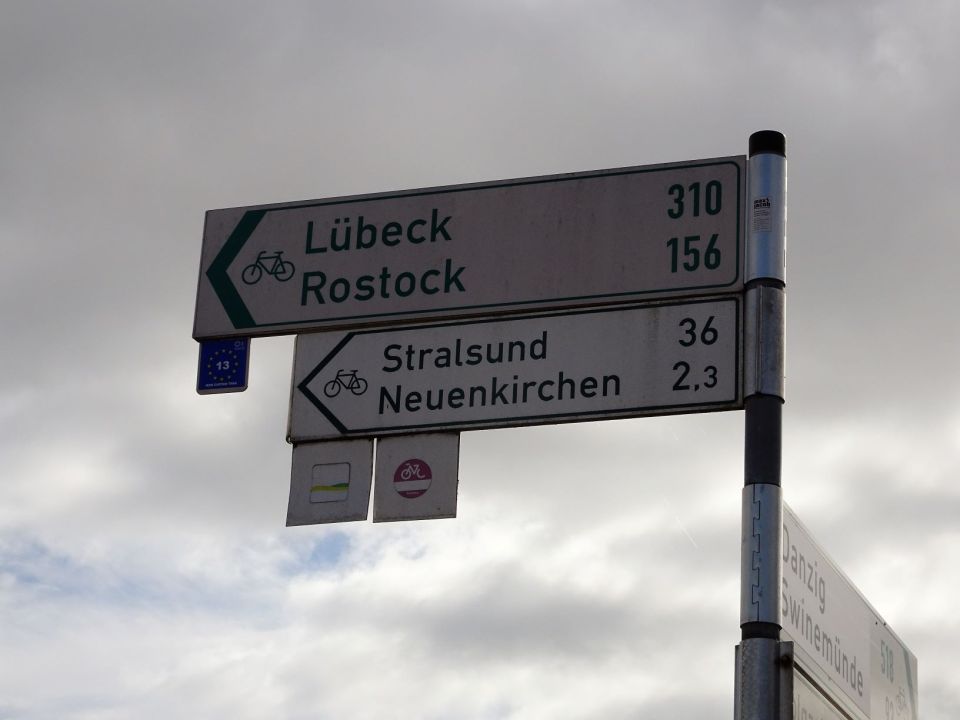 Lübeck 310
Rostock 156
Stralsund 36
Neuenkirchen 2,3
13
Danzig 518
Swinemünde